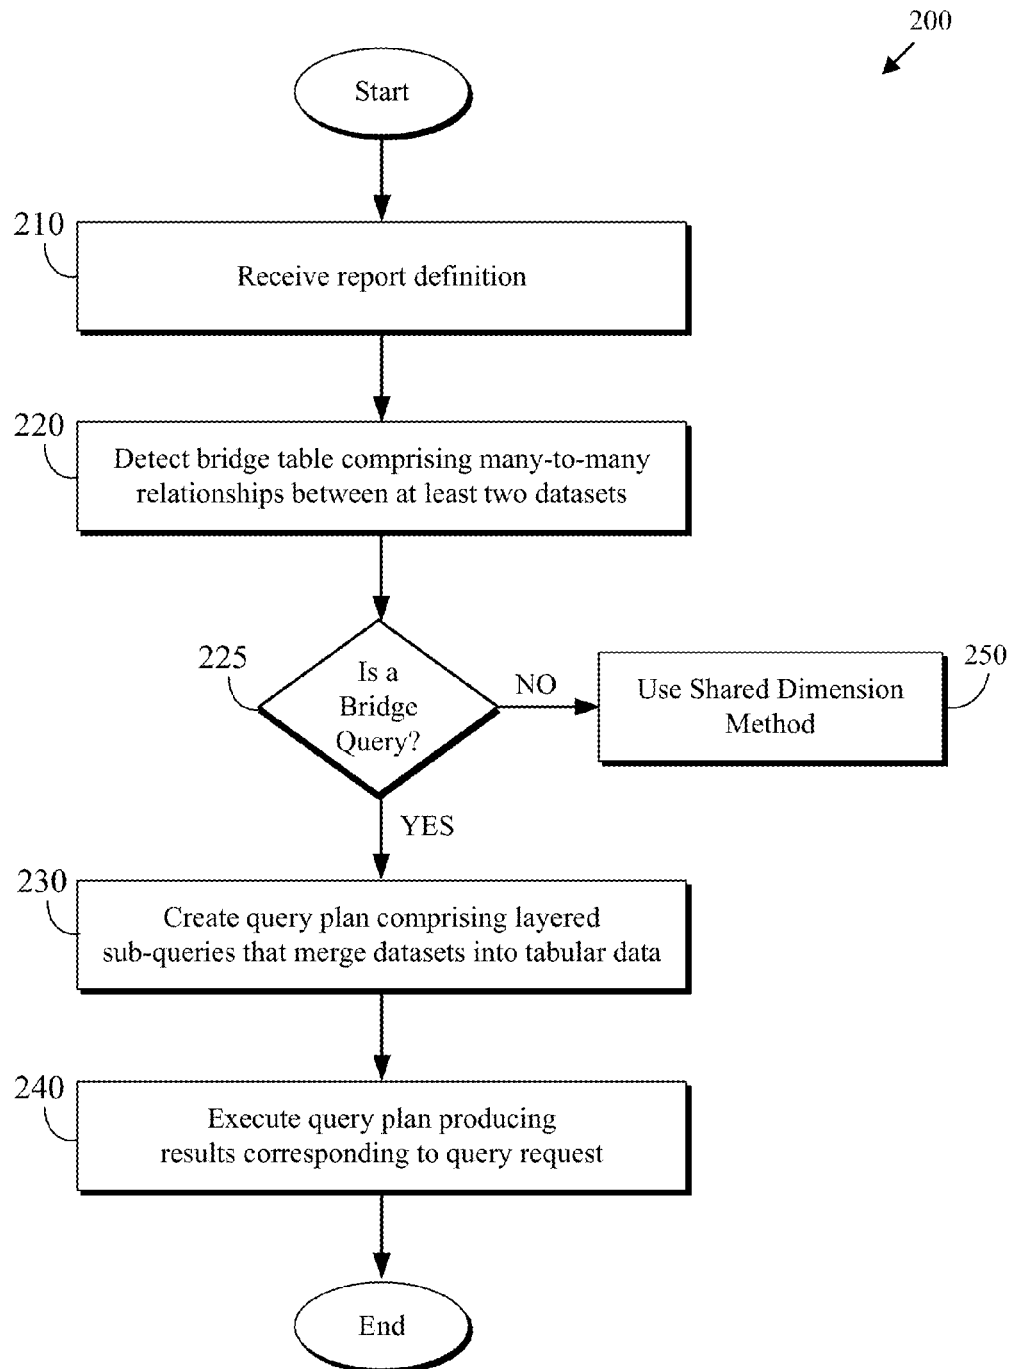 200
Start
210
Receive report definition
220
Detect bridge table comprising many-to-many
relationships between at least two datasets
225
Is a
Bridge
Query?
NO
250
Use Shared Dimension
Method
YES
230
Create query plan comprising layered
sub-queries that merge datasets into tabular data
240
Execute query plan producing
results corresponding to query request
End